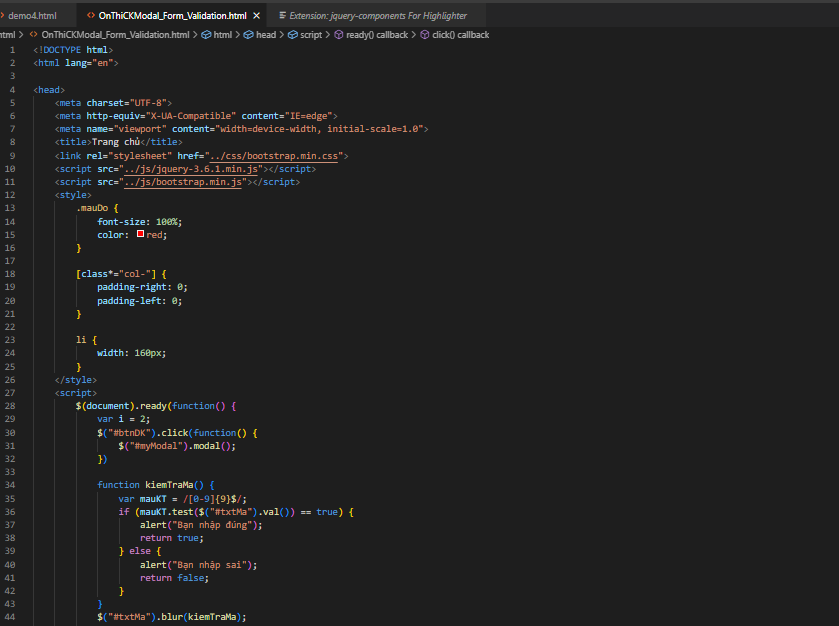 demo4.html
OnThiCKModal_Form_Validation.html
Extension: jquery-components For Highlighter
html > OnThiCKModal_Form_Validation.html > html > head > script > ready() callback > click() callback
1 <!DOCTYPE html>
2 <html lang="en">
3
4 <head>
5 <meta charset="UTF-8">
6 <meta http-equiv="X-UA-Compatible" content="IE=edge">
7 <meta name="viewport" content="width=device-width, initial-scale=1.0">
8 <title>Trang chủ</title>
9 <link rel="stylesheet" href="../css/bootstrap.min.css">
10 <script src="../js/jquery-3.6.1.min.js"></script>
11 <script src="../js/bootstrap.min.js"></script>
12 <style>
13 .mauDo {
14 font-size: 100%;
15 color: red;
16 }
17
18 [class*="col-"] {
19 padding-right: 0;
20 padding-left: 0;
21 }
22
23 li {
24 width: 160px;
25 }
26 </style>
27 <script>
28 $(document).ready(function() {
29 var i = 2;
30 $("#btnDK").click(function() {
31 $("#myModal").modal();
32 })
33
34 function kiemTraMa() {
35 var mauKT = /[0-9]{9}$/;
36 if (mauKT.test($("#txtMa").val()) == true) {
37 alert("Bạn nhập đúng");
38 return true;
39 } else {
40 alert("Bạn nhập sai");
41 return false;
42 }
43 }
44 $("#txtMa").blur(kiemTraMa);